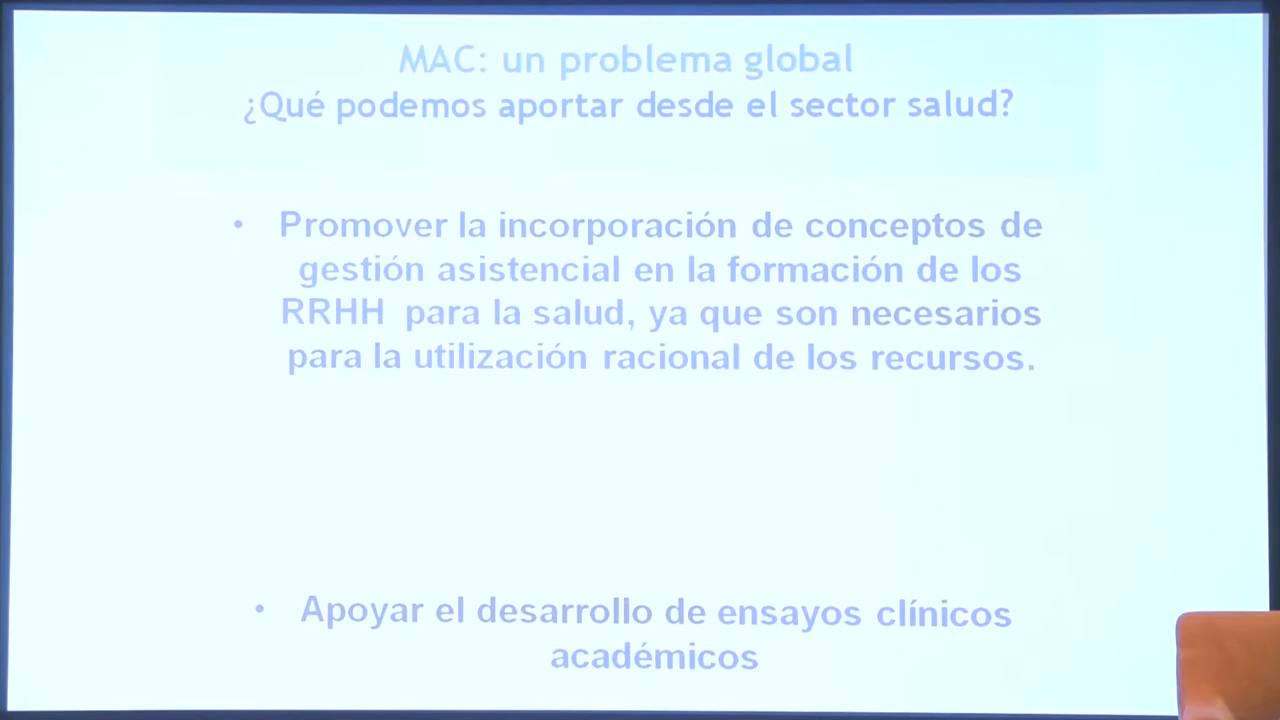 MAC: un problema global
¿Qué podemos aportar desde el sector salud?
• Promover la incorporación de conceptos de
gestión asistencial en la formación de los
RRHH para la salud, ya que son necesarios
para la utilización racional de los recursos.
• Apoyar el desarrollo de ensayos clínicos
académicos